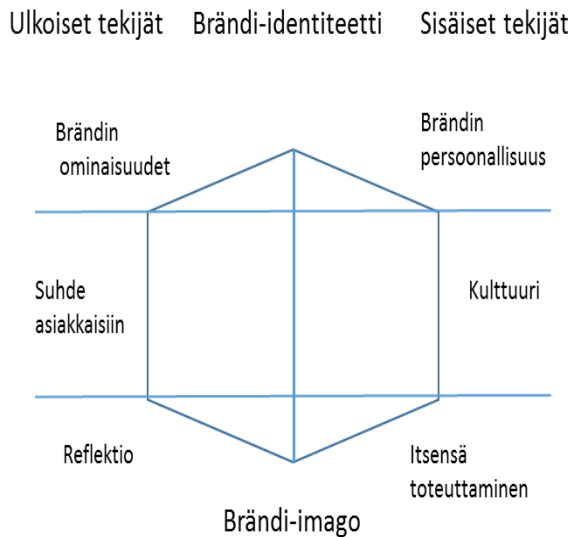 Ulkoiset tekijät
Brändi-identiteetti
Sisäiset tekijät
Brändin
ominaisuudet
Brändin
persoonallisuus
Suhde
asiakkaisiin
Kulttuuri
Reflektio
Itsensä
toteuttaminen
Brändi-imago